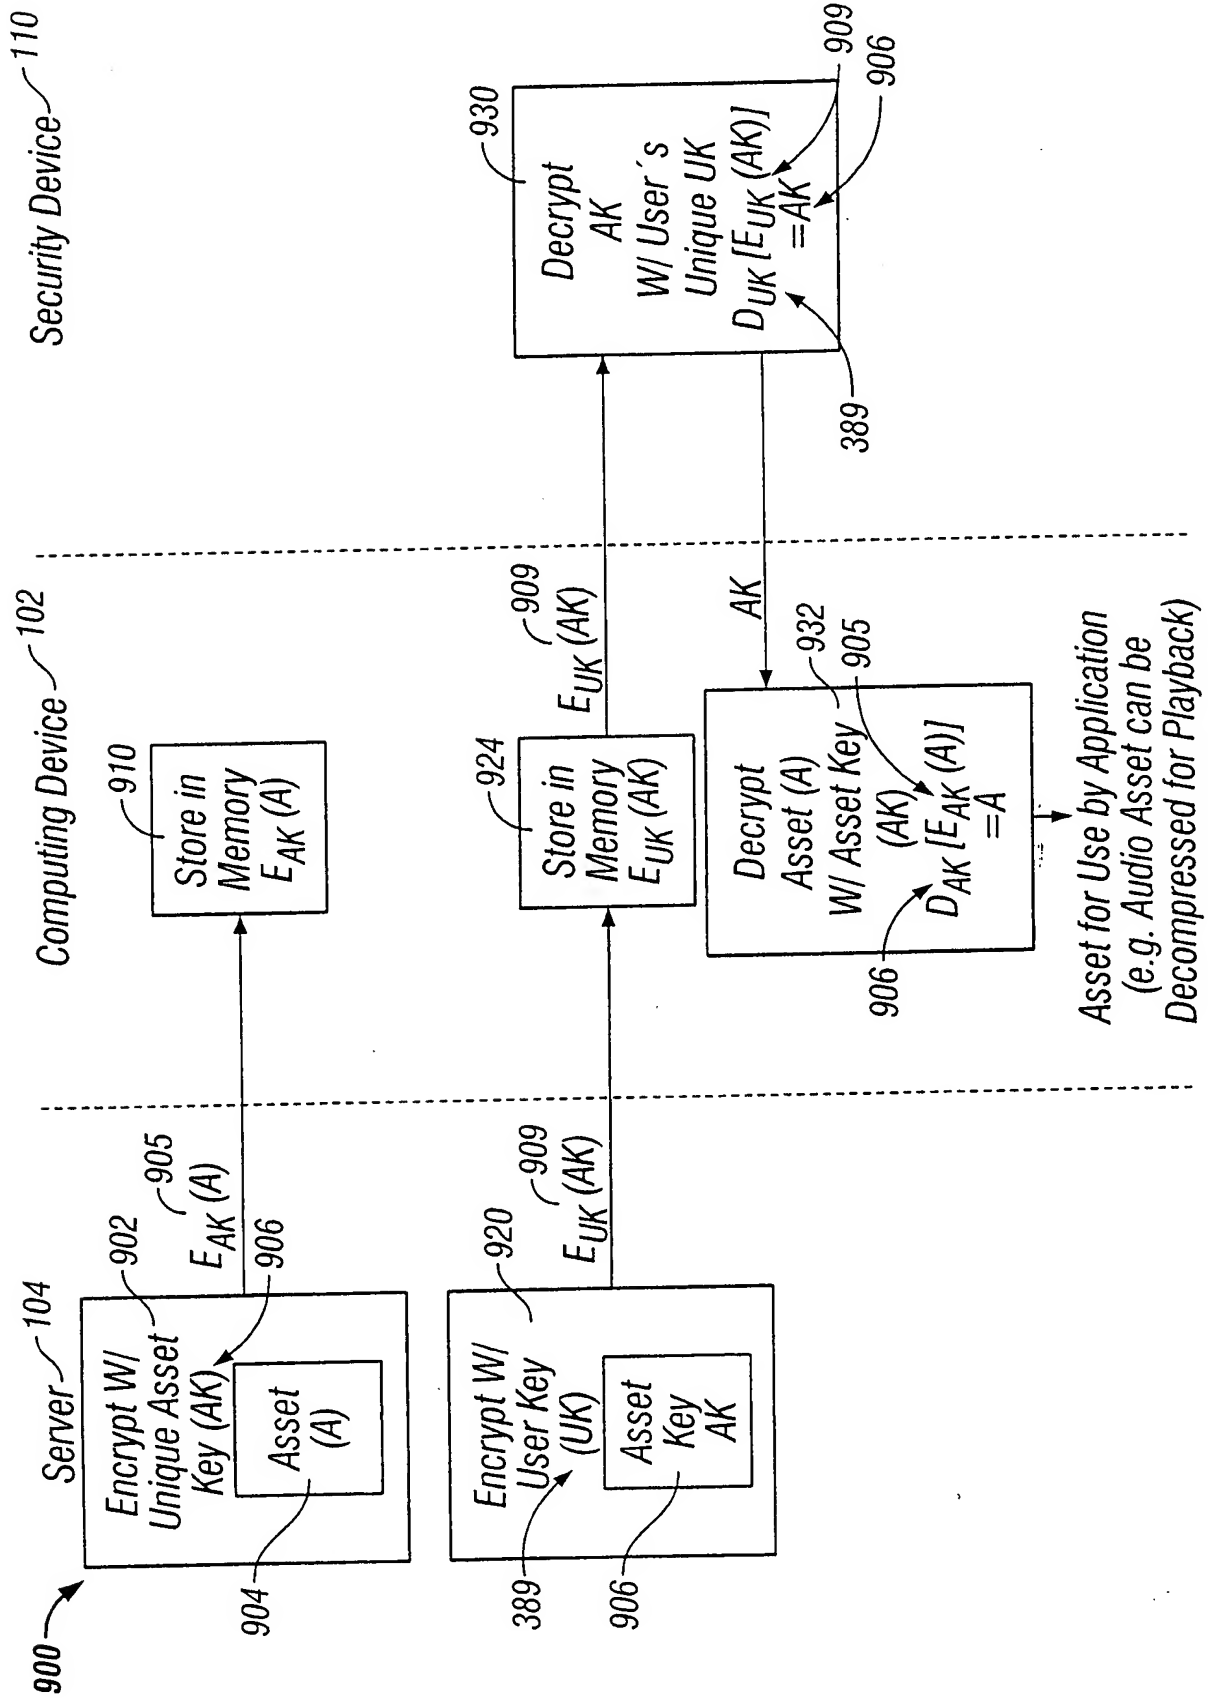 900
Server 104
Encrypt W/
Unique Asset
Key (AK)
902
906
Asset
(A)
904
905
E_AK (A)
Encrypt W/
User Key
(UK)
920
389
Asset
Key
AK
906
909
E_UK (AK)
Computing Device 102
910
Store in
Memory
E_AK (A)
924
Store in
Memory
E_UK (AK)
909
E_UK (AK)
AK
Decrypt
Asset (A)
W/ Asset Key
(AK)
D_AK [E_AK (A)]
=A
932
905
906
Asset for Use by Application
(e.g. Audio Asset can be
Decompressed for Playback)
Security Device 110
930
Decrypt
AK
W/ User´s
Unique UK
D_UK [E_UK (AK)]
=AK
389
909
906